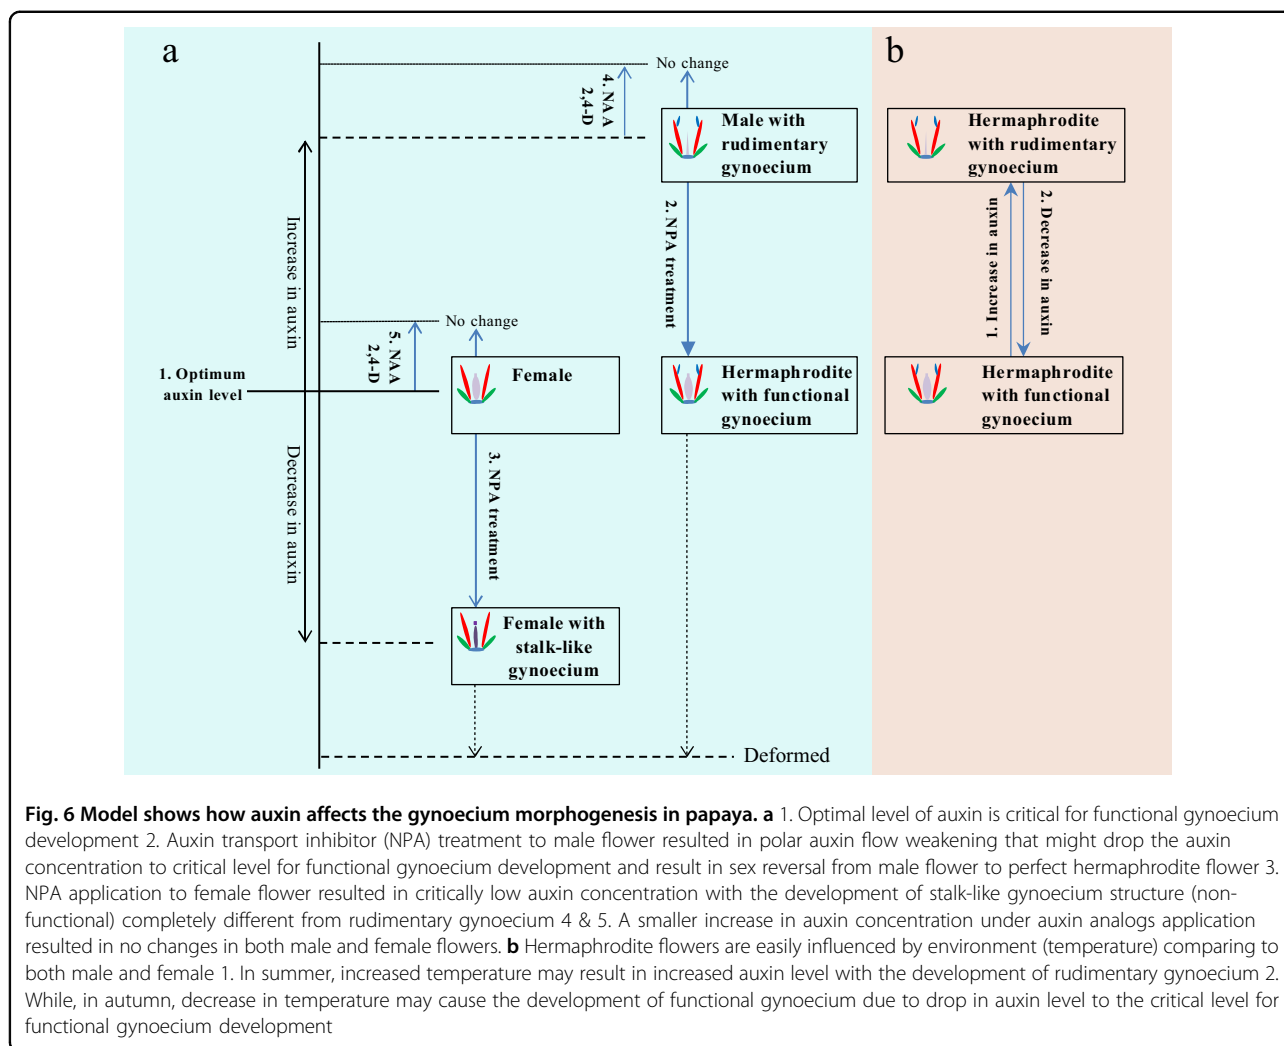 a
b
No change
4. NAA
2,4-D
Male with
rudimentary
gynoecium
Hermaphrodite
with rudimentary
gynoecium
Increase in auxin
2. NPA treatment
1. Increase in auxin
2. Decrease in auxin
No change
5. NAA
2,4-D
1. Optimum
auxin level
Female
Hermaphrodite
with functional
gynoecium
Hermaphrodite
with functional
gynoecium
Decrease in auxin
3. NPA treatment
Female with
stalk-like
gynoecium
Deformed
Fig. 6 Model shows how auxin affects the gynoecium morphogenesis in papaya. a 1. Optimal level of auxin is critical for functional gynoecium
development 2. Auxin transport inhibitor (NPA) treatment to male flower resulted in polar auxin flow weakening that might drop the auxin
concentration to critical level for functional gynoecium development and result in sex reversal from male flower to perfect hermaphrodite flower 3.
NPA application to female flower resulted in critically low auxin concentration with the development of stalk-like gynoecium structure (non-
functional) completely different from rudimentary gynoecium 4 & 5. A smaller increase in auxin concentration under auxin analogs application
resulted in no changes in both male and female flowers. b Hermaphrodite flowers are easily influenced by environment (temperature) comparing to
both male and female 1. In summer, increased temperature may result in increased auxin level with the development of rudimentary gynoecium 2.
While, in autumn, decrease in temperature may cause the development of functional gynoecium due to drop in auxin level to the critical level for
functional gynoecium development